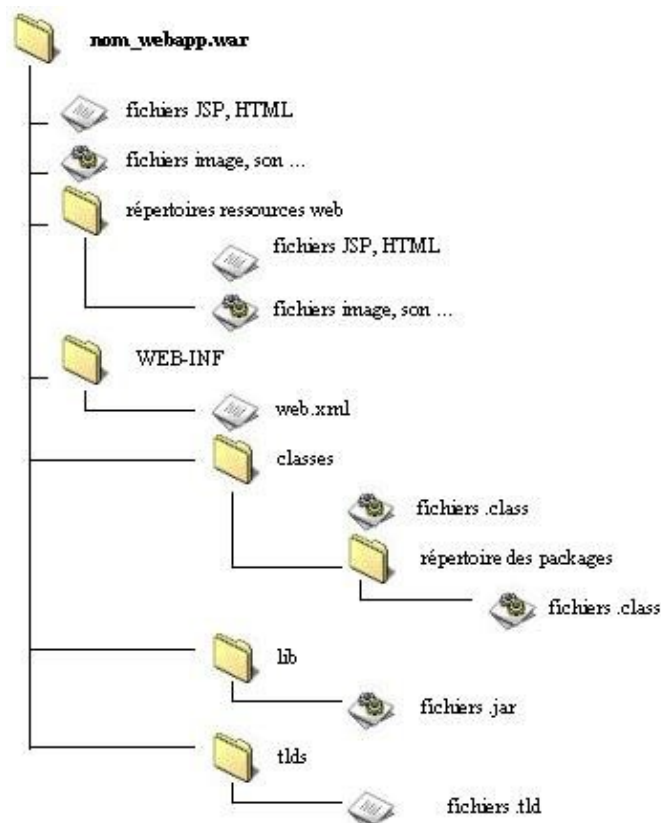 nom_webapp.war
fichiers JSP, HTML
fichiers image, son ...
répertoires ressources web
fichiers JSP, HTML
fichiers image, son ...
WEB-INF
web.xml
classes
fichiers .class
répertoire des packages
fichiers .class
lib
fichiers .jar
tlds
fichiers .tld